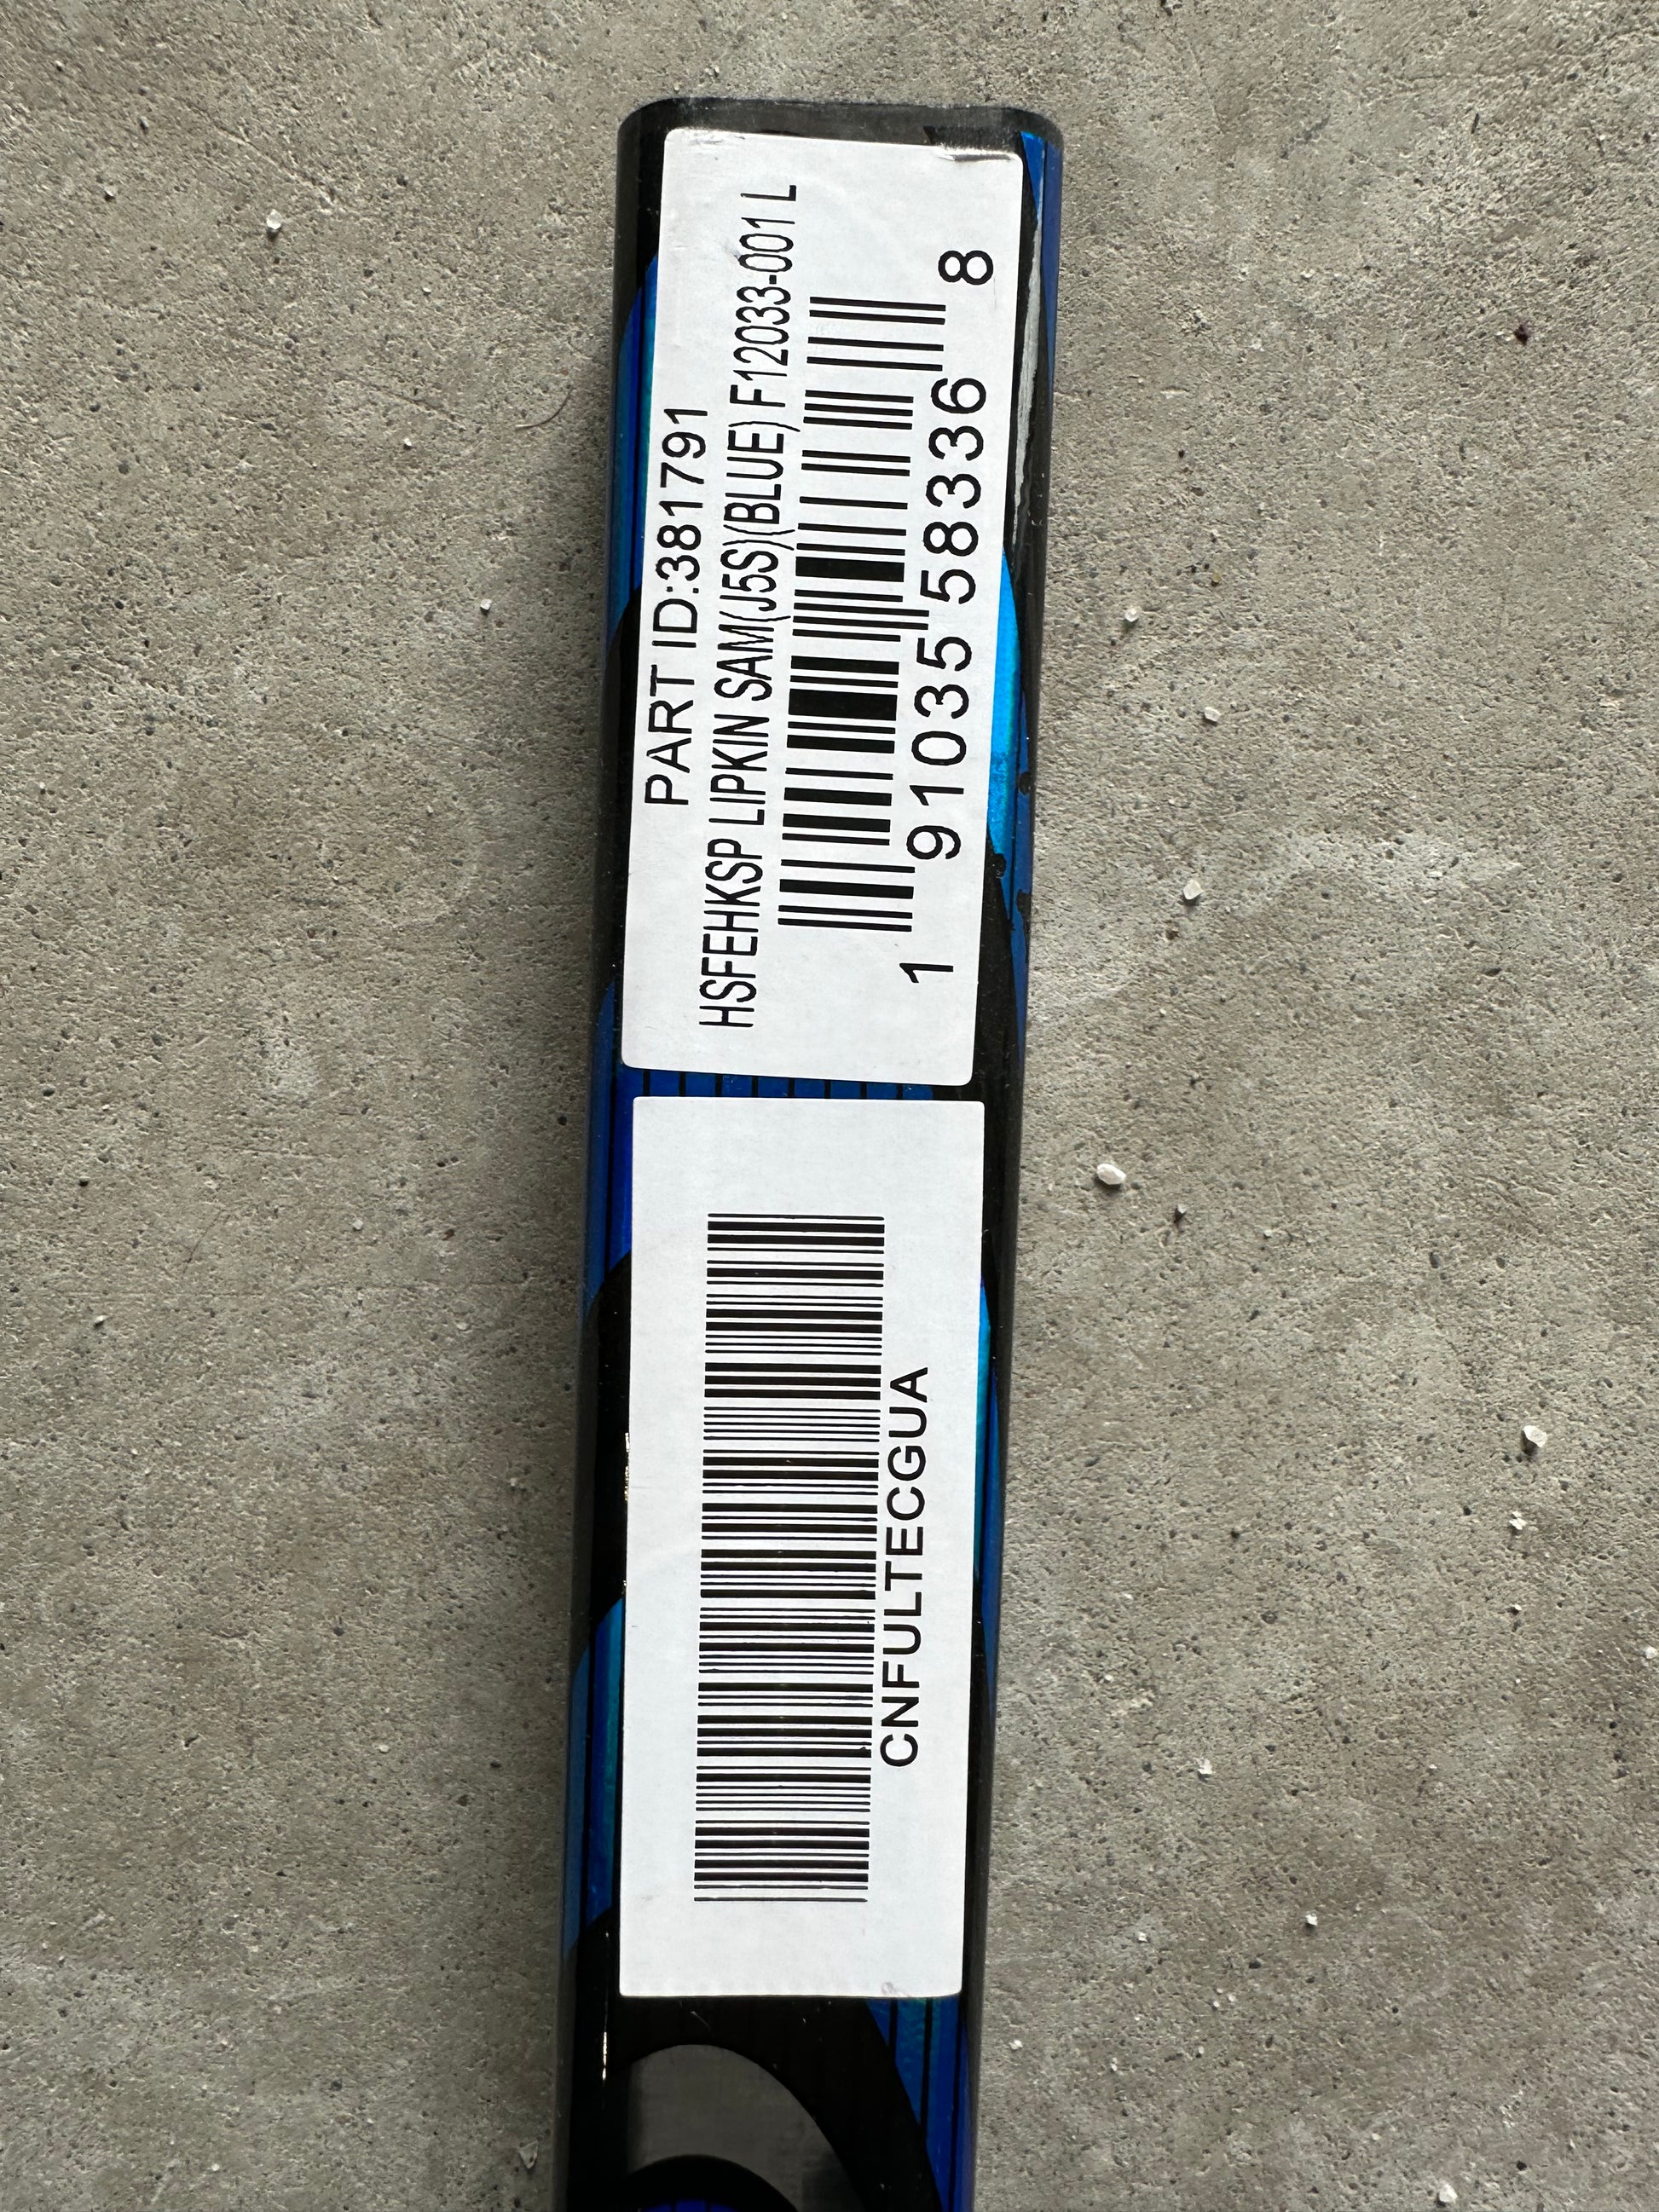 PART ID:381791
HSFEHKSP LIPKIN SAM(J5S)(BLUE) F12033-001 L
1 91035 58336 8
CNFULTECGUA